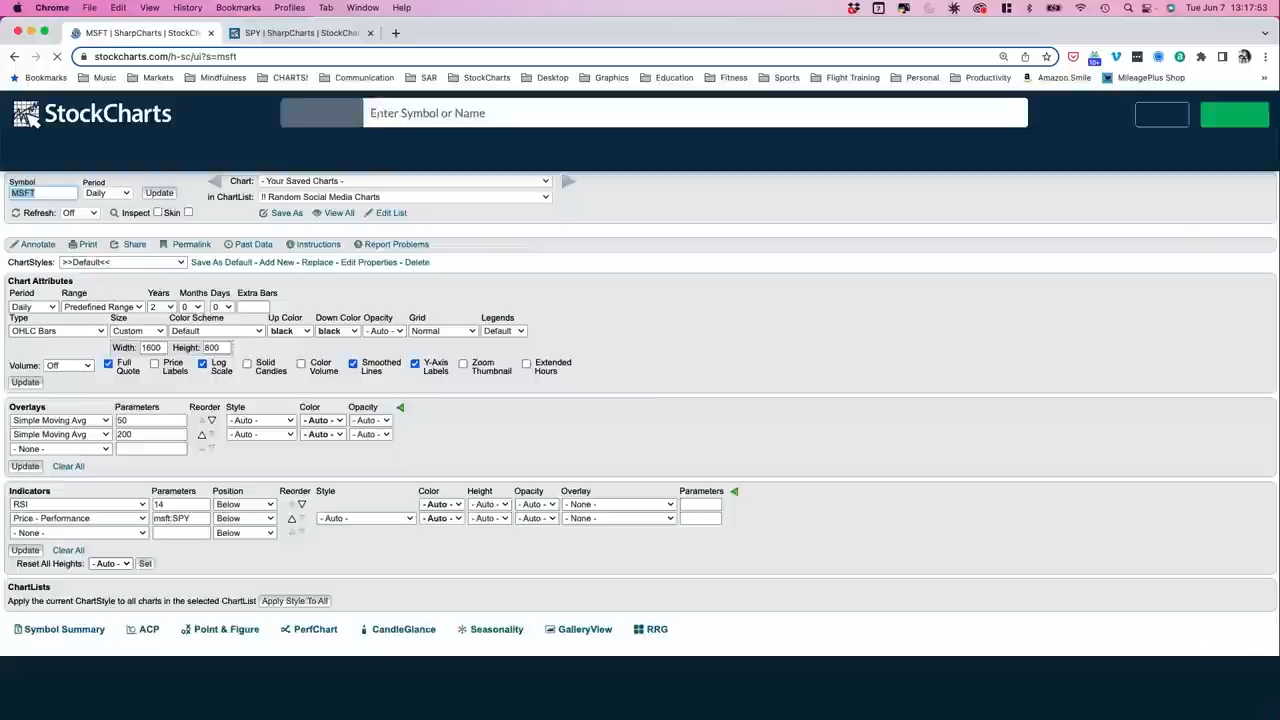 Chrome File Edit View History Bookmarks Profiles Tab Window Help Tue Jun 7 13:17:53
MSFT | SharpCharts | StockCh SPY | SharpCharts | StockChar
stockcharts.com/h-sc/ui?s=msft
Bookmarks Music Markets Mindfulness CHARTS! Communication SAR StockCharts Desktop Graphics Education Fitness Sports Flight Training Personal Productivity Amazon Smile MileagePlus Shop »
StockCharts Enter Symbol or Name
Symbol Period Chart: - Your Saved Charts -
MSFT Daily Update in ChartList: !! Random Social Media Charts
Refresh: Off Inspect Skin Save As View All Edit List
Annotate Print Share Permalink Past Data Instructions Report Problems
ChartStyles: >>Default<< Save As Default - Add New - Replace - Edit Properties - Delete
Chart Attributes
Period Range Years Months Days Extra Bars
Daily Predefined Range 2 0 0
Type Size Color Scheme Up Color Down Color Opacity Grid Legends
OHLC Bars Custom Default black black - Auto - Normal Default
Width: 1600 Height: 800
Volume: Off Full Quote Price Labels Log Scale Solid Candles Color Volume Smoothed Lines Y-Axis Labels Zoom Thumbnail Extended Hours
Update
Overlays Parameters Reorder Style Color Opacity
Simple Moving Avg 50 - Auto - - Auto - - Auto -
Simple Moving Avg 200 - Auto - - Auto - - Auto -
- None -
Update Clear All
Indicators Parameters Position Reorder Style Color Height Opacity Overlay Parameters
RSI 14 Below - Auto - - Auto - - Auto - - None -
Price - Performance msft:SPY Below - Auto - - Auto - - Auto - - Auto - - None -
- None - Below
Update Clear All
Reset All Heights: - Auto - Set
ChartLists
Apply the current ChartStyle to all charts in the selected ChartList Apply Style To All
Symbol Summary ACP Point & Figure PerfChart CandleGlance Seasonality GalleryView RRG